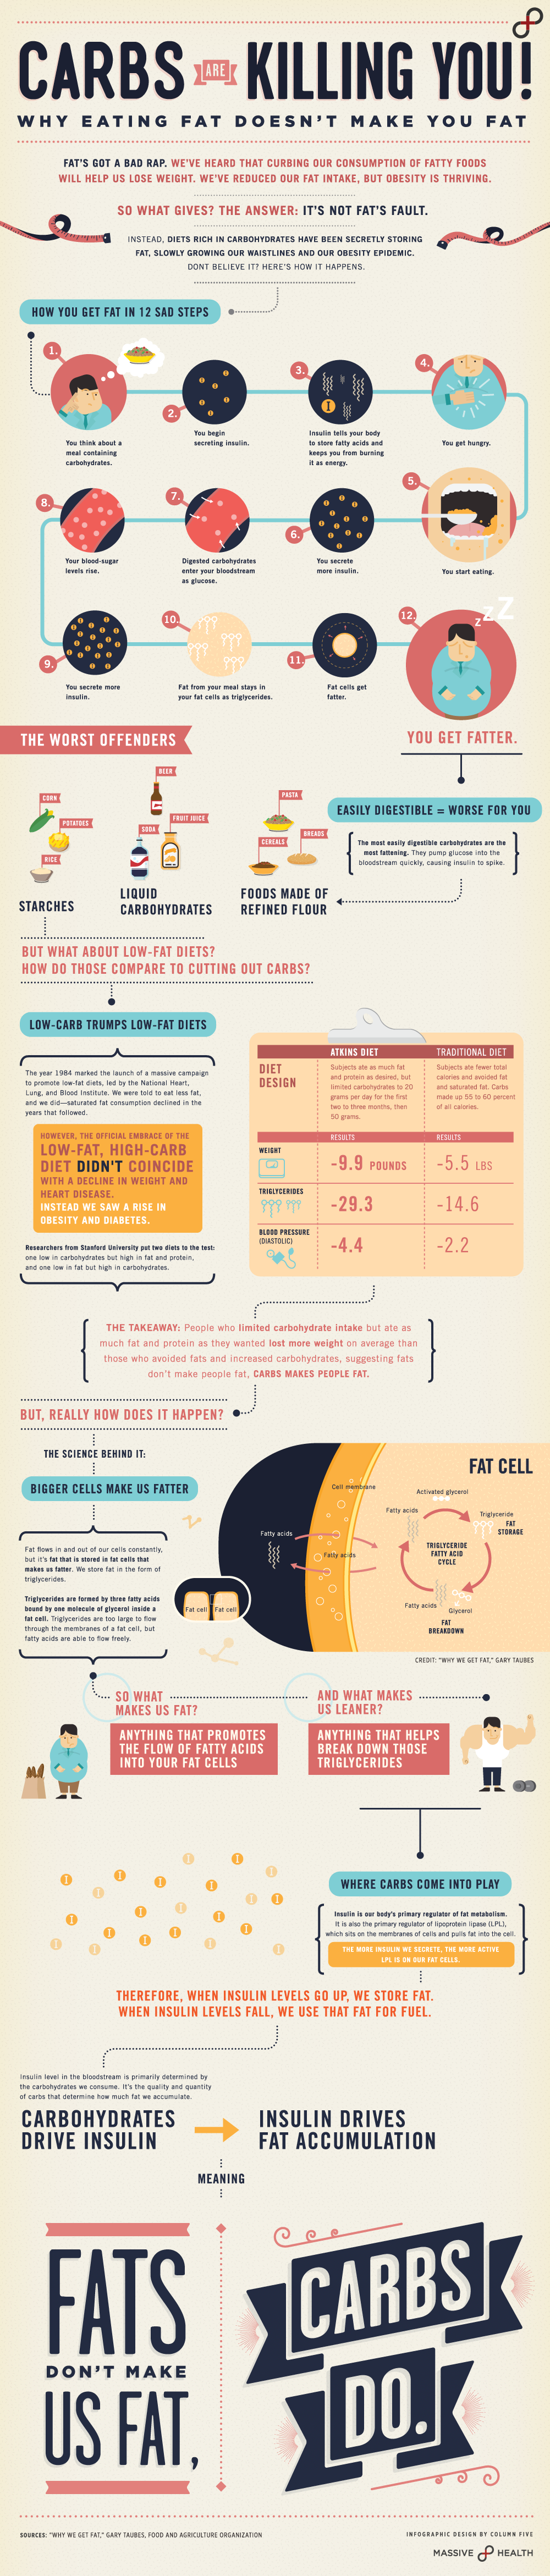 CARBS ARE KILLING YOU!
WHY EATING FAT DOESN'T MAKE YOU FAT
FAT'S GOT A BAD RAP. WE'VE HEARD THAT CURBING OUR CONSUMPTION OF FATTY FOODS
WILL HELP US LOSE WEIGHT. WE'VE REDUCED OUR FAT INTAKE, BUT OBESITY IS THRIVING.
SO WHAT GIVES? THE ANSWER: IT'S NOT FAT'S FAULT.
INSTEAD, DIETS RICH IN CARBOHYDRATES HAVE BEEN SECRETLY STORING
FAT, SLOWLY GROWING OUR WAISTLINES AND OUR OBESITY EPIDEMIC.
DONT BELIEVE IT? HERE'S HOW IT HAPPENS.
HOW YOU GET FAT IN 12 SAD STEPS
1.
You think about a
meal containing
carbohydrates.
2.
You begin
secreting insulin.
3.
I
Insulin tells your body
to store fatty acids and
keeps you from burning
it as energy.
4.
You get hungry.
5.
You start eating.
6.
You secrete
more insulin.
7.
Digested carbohydrates
enter your bloodstream
as glucose.
8.
Your blood-sugar
levels rise.
9.
You secrete more
insulin.
10.
Fat from your meal stays in
your fat cells as triglycerides.
11.
Fat cells get
fatter.
12.
z z Z
YOU GET FATTER.
THE WORST OFFENDERS
EASILY DIGESTIBLE = WORSE FOR YOU
The most easily digestible carbohydrates are the
most fattening. They pump glucose into the
bloodstream quickly, causing insulin to spike.
CORN
POTATOES
RICE
STARCHES
BEER
SODA
FRUIT JUICE
LIQUID
CARBOHYDRATES
PASTA
CEREALS
BREADS
FOODS MADE OF
REFINED FLOUR
BUT WHAT ABOUT LOW-FAT DIETS?
HOW DO THOSE COMPARE TO CUTTING OUT CARBS?
LOW-CARB TRUMPS LOW-FAT DIETS
The year 1984 marked the launch of a massive campaign
to promote low-fat diets, led by the National Heart,
Lung, and Blood Institute. We were told to eat less fat,
and we did—saturated fat consumption declined in the
years that followed.
HOWEVER, THE OFFICIAL EMBRACE OF THE
LOW-FAT, HIGH-CARB
DIET DIDN'T COINCIDE
WITH A DECLINE IN WEIGHT AND
HEART DISEASE.
INSTEAD WE SAW A RISE IN
OBESITY AND DIABETES.
Researchers from Stanford University put two diets to the test:
one low in carbohydrates but high in fat and protein,
and one low in fat but high in carbohydrates.
ATKINS DIET
TRADITIONAL DIET
DIET
DESIGN
Subjects ate as much fat
and protein as desired, but
limited carbohydrates to 20
grams per day for the first
two to three months, then
50 grams.
Subjects ate fewer total
calories and avoided fat
and saturated fat. Carbs
made up 55 to 60 percent
of all calories.
RESULTS
RESULTS
WEIGHT
-9.9 POUNDS
-5.5 LBS
TRIGLYCERIDES
-29.3
-14.6
BLOOD PRESSURE
(DIASTOLIC)
-4.4
-2.2
THE TAKEAWAY: People who limited carbohydrate intake but ate as
much fat and protein as they wanted lost more weight on average than
those who avoided fats and increased carbohydrates, suggesting fats
don't make people fat, CARBS MAKES PEOPLE FAT.
BUT, REALLY HOW DOES IT HAPPEN?
THE SCIENCE BEHIND IT:
BIGGER CELLS MAKE US FATTER
Fat flows in and out of our cells constantly,
but it's fat that is stored in fat cells that
makes us fatter. We store fat in the form of
triglycerides.
Triglycerides are formed by three fatty acids
bound by one molecule of glycerol inside a
fat cell. Triglycerides are too large to flow
through the membranes of a fat cell, but
fatty acids are able to flow freely.
FAT CELL
Cell membrane
Fatty acids
Fatty acids
Fat cell
Fat cell
Activated glycerol
Fatty acids
Triglyceride
FAT
STORAGE
TRIGLYCERIDE
FATTY ACID
CYCLE
Fatty acids
Glycerol
FAT
BREAKDOWN
CREDIT: "WHY WE GET FAT," GARY TAUBES
SO WHAT
MAKES US FAT?
ANYTHING THAT PROMOTES
THE FLOW OF FATTY ACIDS
INTO YOUR FAT CELLS
AND WHAT MAKES
US LEANER?
ANYTHING THAT HELPS
BREAK DOWN THOSE
TRIGLYCERIDES
WHERE CARBS COME INTO PLAY
Insulin is our body's primary regulator of fat metabolism.
It is also the primary regulator of lipoprotein lipase (LPL),
which sits on the membranes of cells and pulls fat into the cell.
THE MORE INSULIN WE SECRETE, THE MORE ACTIVE
LPL IS ON OUR FAT CELLS.
THEREFORE, WHEN INSULIN LEVELS GO UP, WE STORE FAT.
WHEN INSULIN LEVELS FALL, WE USE THAT FAT FOR FUEL.
Insulin level in the bloodstream is primarily determined by
the carbohydrates we consume. It's the quality and quantity
of carbs that determine how much fat we accumulate.
CARBOHYDRATES
DRIVE INSULIN
INSULIN DRIVES
FAT ACCUMULATION
MEANING
FATS
DON'T MAKE
US FAT,
CARBS
DO.
SOURCES: "WHY WE GET FAT," GARY TAUBES, FOOD AND AGRICULTURE ORGANIZATION
INFOGRAPHIC DESIGN BY COLUMN FIVE
MASSIVE HEALTH